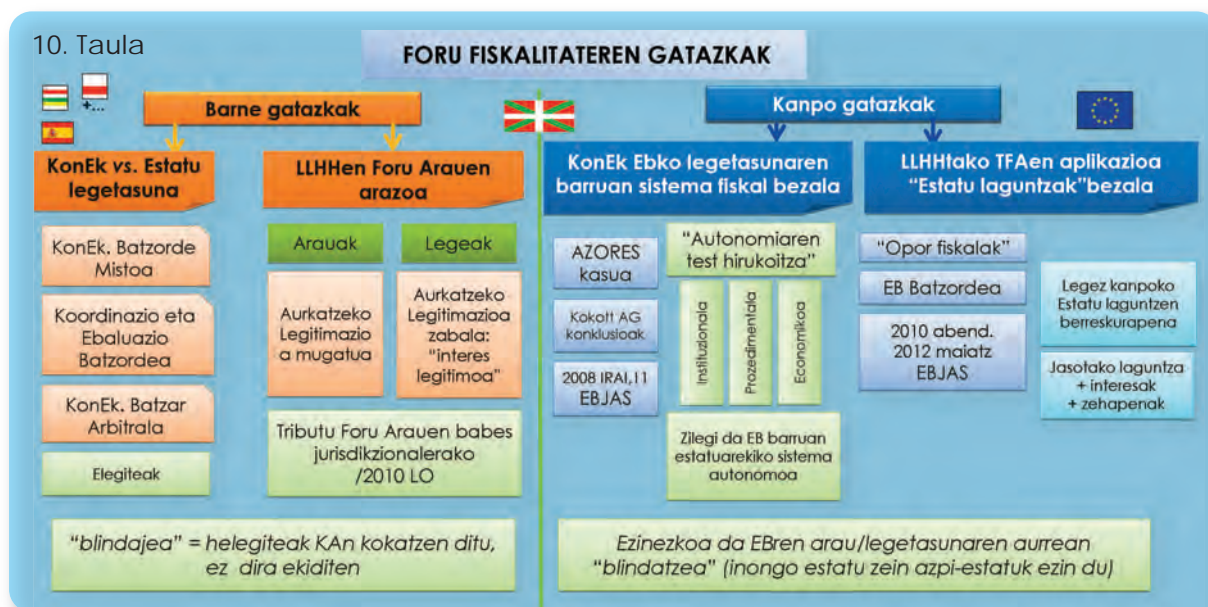 10. Taula
FORU FISKALITATEREN GATAZKAK
+...
Barne gatazkak
KonEk vs. Estatu
legetasuna
KonEk. Batzorde
Mistoa
Koordinazio eta
Ebaluazio
Batzordea
KonEk. Batzar
Arbitrala
Elegiteak
LLHHen Foru Arauen
arazoa
Arauak
Aurkatzeko
Legitimazio
a mugatua
Legeak
Aurkatzeko
Legitimazioa
zabala:
“interes
legitimoa”
Tributu Foru Arauen babes
jurisdikzionalerako
/2010 LO
“blindajea” = helegiteak KAn kokatzen ditu,
ez dira ekiditen
Kanpo gatazkak
KonEk Ebko legetasunaren
barruan sistema fiskal bezala
AZORES
kasua
Kokott AG
konklusioak
2008 IRAI,11
EBJAS
“Autonomiaren
test hirukoitza”
Instituzionala
Prozedimentala
Economikoa
Zilegi da EB barruan
estatuarekiko sistema
autonomoa
LLHHtako TFAen aplikazioa
“Estatu laguntzak”bezala
“Opor fiskalak”
EB Batzordea
2010 abend.
2012 maiatz
EBJAS
Legez kanpoko
Estatu laguntzen
berreskurapena
Jasotako laguntza
+ interesak
+ zehapenak
Ezinezkoa da EBren arau/legetasunaren aurrean
“blindatzea” (inongo estatu zein azpi-estatuk ezin du)